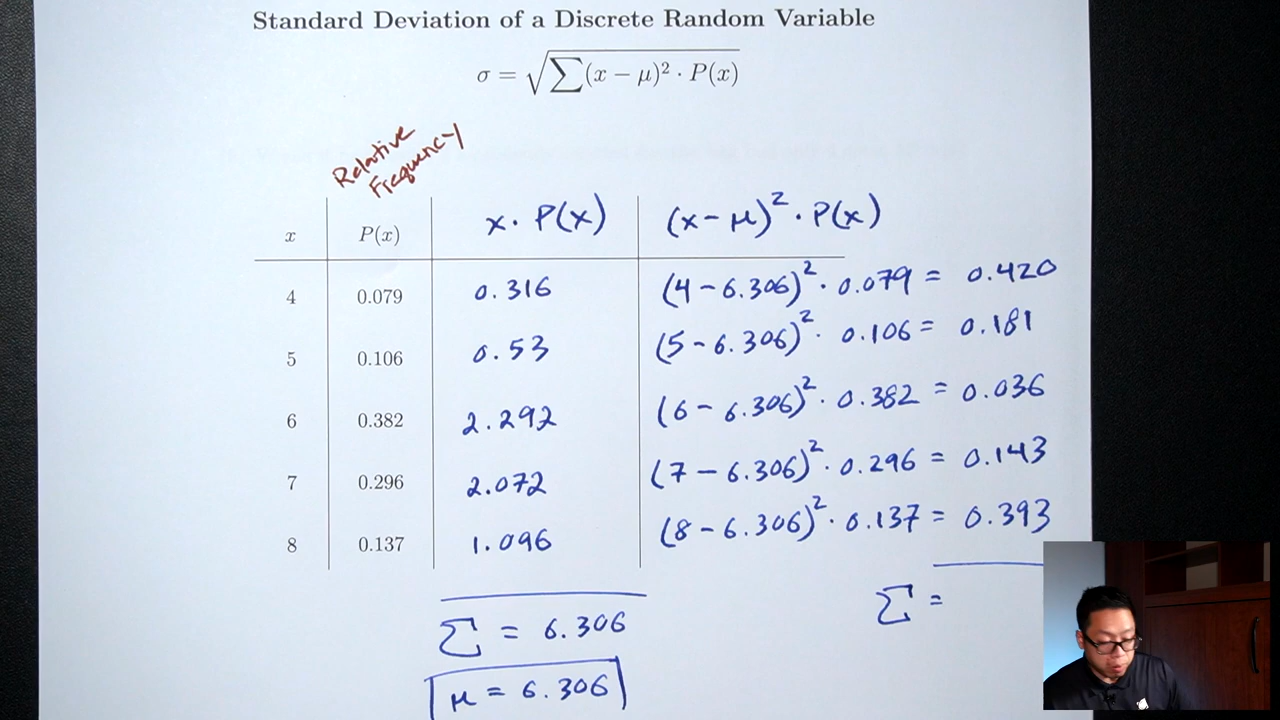 Standard Deviation of a Discrete Random Variable
σ = √∑(x − μ)² · P(x)
Relative
Frequency
x P(x) x · P(x) (x − μ)² · P(x)
4 0.079 0.316 (4 − 6.306)² · 0.079 = 0.420
5 0.106 0.53 (5 − 6.306)² · 0.106 = 0.181
6 0.382 2.292 (6 − 6.306)² · 0.382 = 0.036
7 0.296 2.072 (7 − 6.306)² · 0.296 = 0.143
8 0.137 1.096 (8 − 6.306)² · 0.137 = 0.393
∑ = 6.306 ∑ =
μ = 6.306